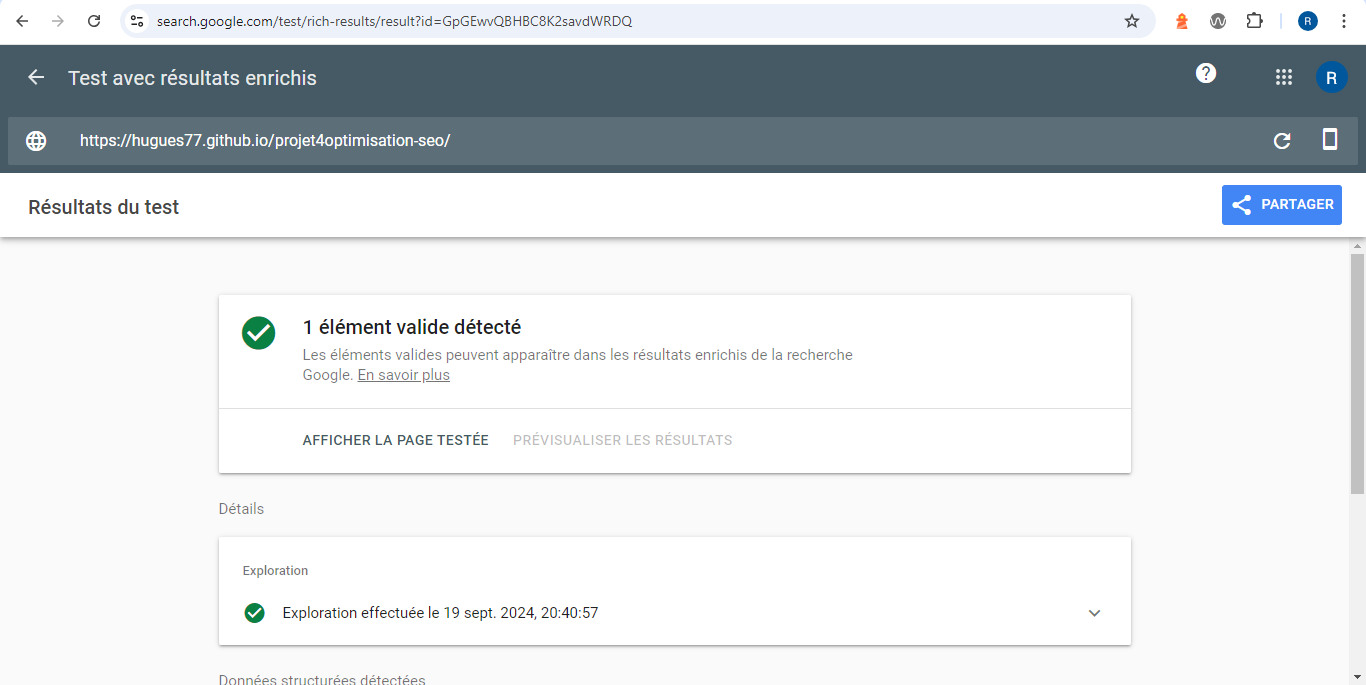 search.google.com/test/rich-results/result?id=GpGEwvQBHBC8K2savdWRDQ
R
Test avec résultats enrichis
?
R
https://hugues77.github.io/projet4optimisation-seo/
Résultats du test
PARTAGER
1 élément valide détecté
Les éléments valides peuvent apparaître dans les résultats enrichis de la recherche
Google. En savoir plus
AFFICHER LA PAGE TESTÉE PRÉVISUALISER LES RÉSULTATS
Détails
Exploration
Exploration effectuée le 19 sept. 2024, 20:40:57
Données structurées détectées